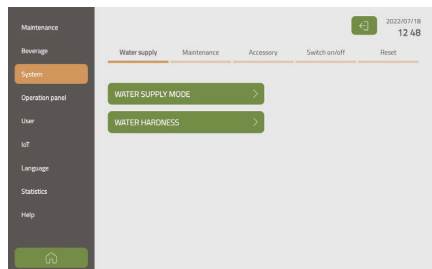 Maintenance
Beverage
System
Operation panel
User
IoT
Language
Statistics
Help
2022/07/18
12 48
Water supply
Maintenance
Accessory
Switch on/off
Reset
WATER SUPPLY MODE
WATER HARDNESS